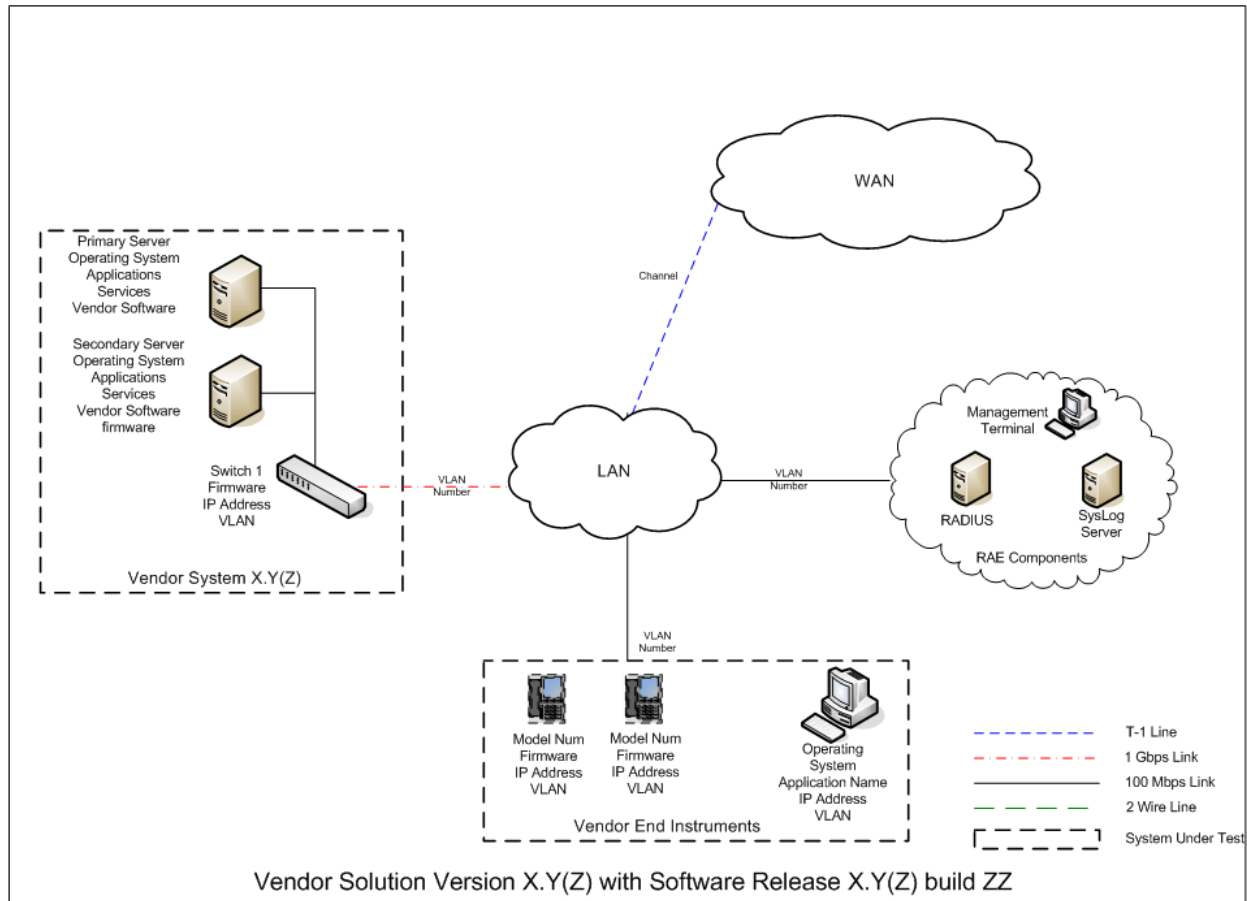 WAN
Channel
Primary Server
Operating System
Applications
Services
Vendor Software
Secondary Server
Operating System
Applications
Services
Vendor Software
firmware
Switch 1
Firmware
IP Address
VLAN
Vendor System X.Y(Z)
VLAN
Number
LAN
VLAN
Number
Management
Terminal
RADIUS
SysLog
Server
RAE Components
VLAN
Number
Model Num
Firmware
IP Address
VLAN
Model Num
Firmware
IP Address
VLAN
Operating
System
Application Name
IP Address
VLAN
Vendor End Instruments
T-1 Line
1 Gbps Link
100 Mbps Link
2 Wire Line
System Under Test
Vendor Solution Version X.Y(Z) with Software Release X.Y(Z) build ZZ